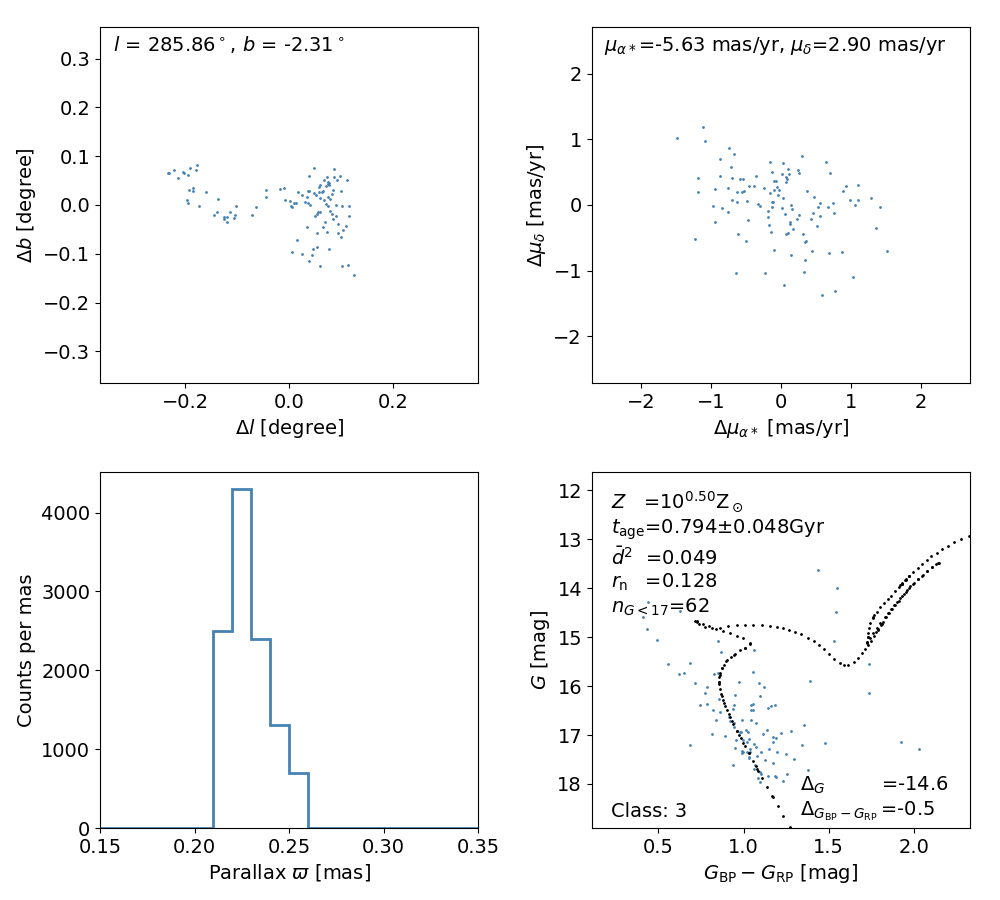 l = 285.86°, b = -2.31°
0.3
0.2
0.1
0.0
−0.1
−0.2
−0.3
Δb [degree]
−0.2 0.0 0.2
Δl [degree]
μα*=-5.63 mas/yr, μδ=2.90 mas/yr
2
1
0
−1
−2
Δμδ [mas/yr]
−2 −1 0 1 2
Δμα* [mas/yr]
4000
3000
2000
1000
0
Counts per mas
0.15 0.20 0.25 0.30 0.35
Parallax ϖ [mas]
Z =10^0.50 Z⊙
t_age=0.794±0.048Gyr
d̄² =0.049
r_n =0.128
n_G<17=62
12
13
14
15
16
17
18
G [mag]
Δ_G =-14.6
Class: 3 Δ_GBP−GRP=-0.5
0.5 1.0 1.5 2.0
G_BP − G_RP [mag]